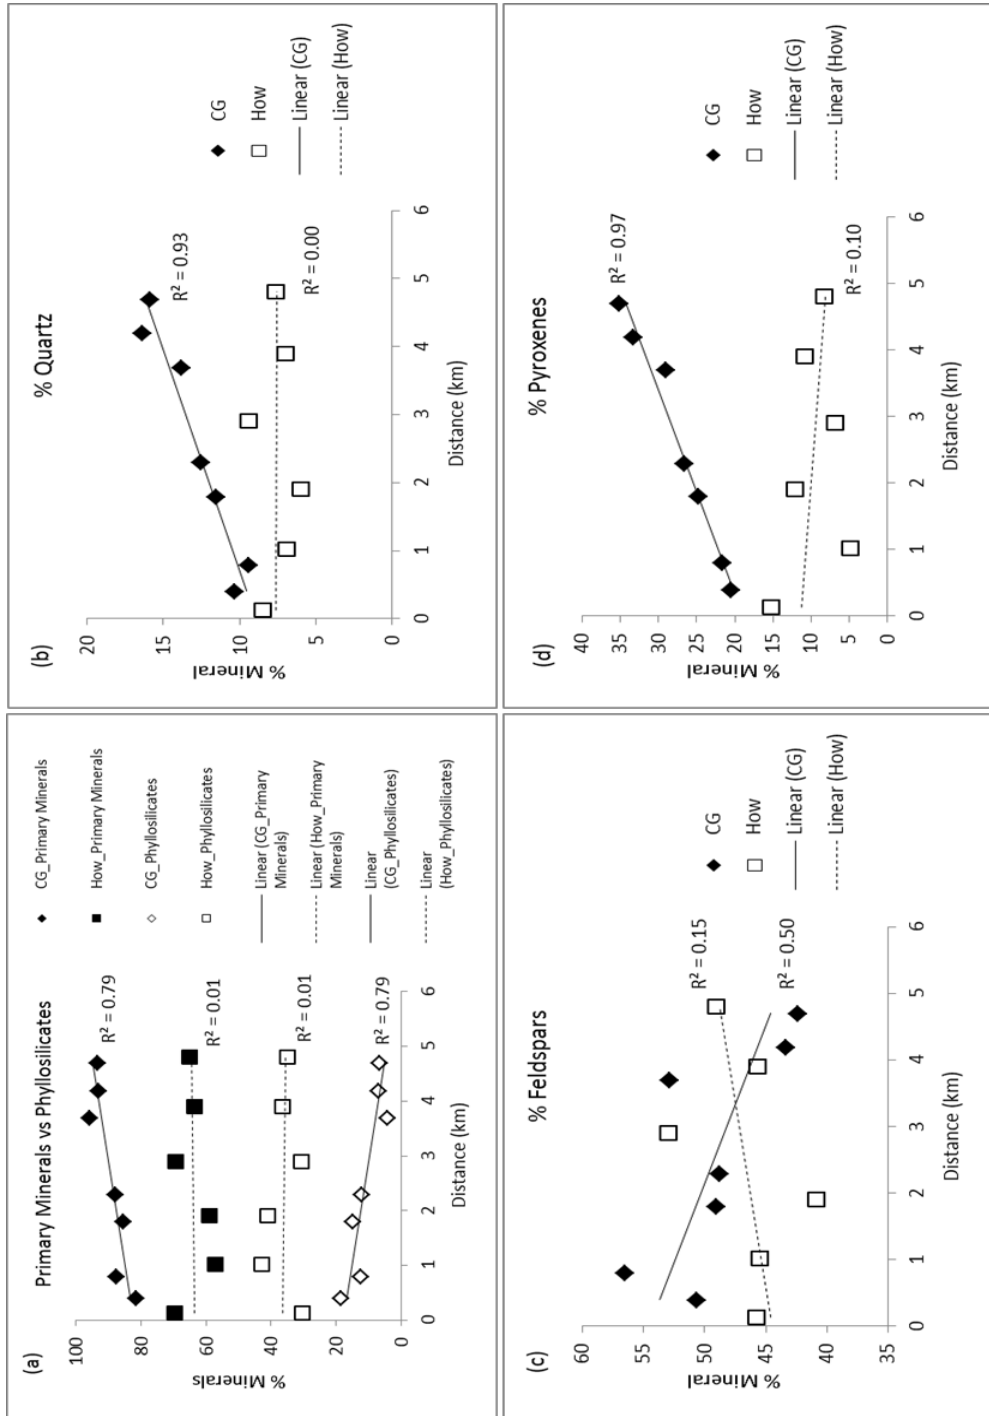 (a)
Primary Minerals vs Phyllosilicates
% Minerals
100
80
60
40
20
0
0 1 2 3 4 5 6
Distance (km)
R² = 0.79
R² = 0.01
R² = 0.01
R² = 0.79
CG_Primary Minerals
How_Primary Minerals
CG_Phyllosilicates
How_Phyllosilicates
Linear (CG_Primary
Minerals)
Linear (How_Primary
Minerals)
Linear
(CG_Phyllosilicates)
Linear
(How_Phyllosilicates)
(b)
% Quartz
% Mineral
20
15
10
5
0
0 1 2 3 4 5 6
Distance (km)
R² = 0.93
R² = 0.00
CG
How
Linear (CG)
Linear (How)
(c)
% Feldspars
% Mineral
60
55
50
45
40
35
0 1 2 3 4 5 6
Distance (km)
R² = 0.15
R² = 0.50
CG
How
Linear (CG)
Linear (How)
(d)
% Pyroxenes
% Mineral
40
35
30
25
20
15
10
5
0
0 1 2 3 4 5 6
Distance (km)
R² = 0.97
R² = 0.10
CG
How
Linear (CG)
Linear (How)